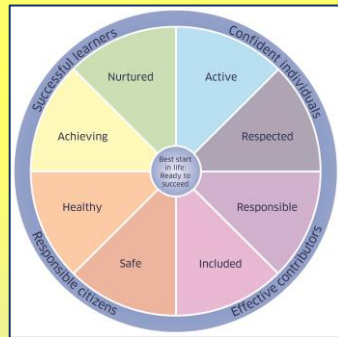 Successful learners
Confident individuals
Nurtured
Active
Achieving
Respected
Best start
in life:
Ready to
succeed
Healthy
Responsible
Safe
Included
Responsible citizens
Effective contributors